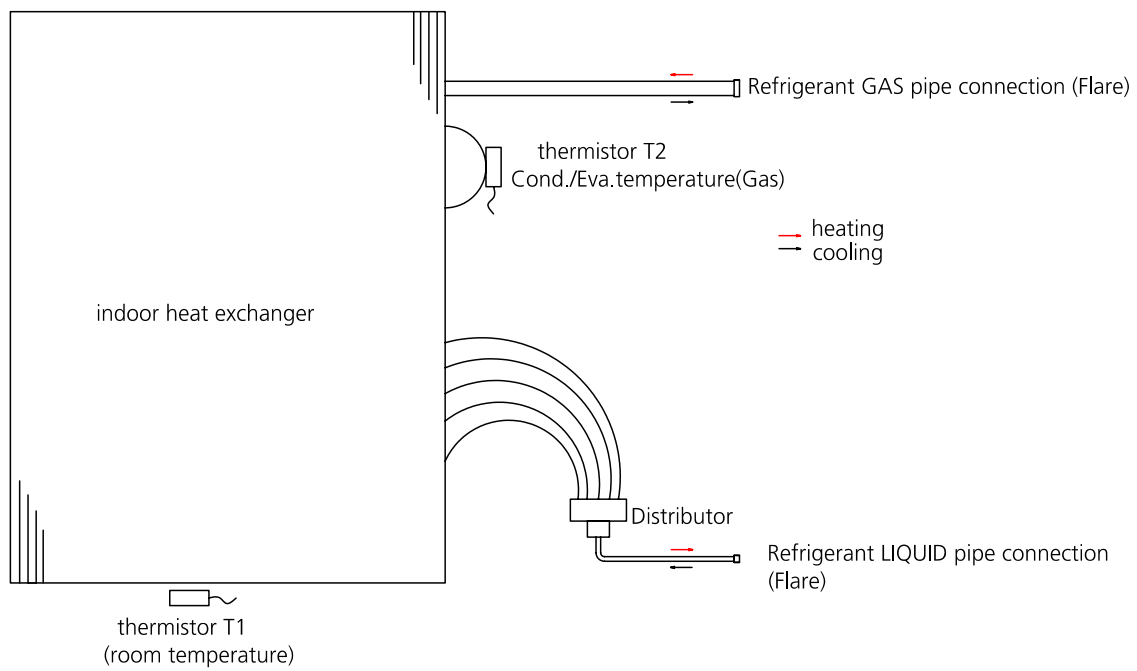 Refrigerant GAS pipe connection (Flare)
thermistor T2
Cond./Eva.temperature(Gas)
heating
cooling
indoor heat exchanger
Distributor
Refrigerant LIQUID pipe connection
(Flare)
thermistor T1
(room temperature)